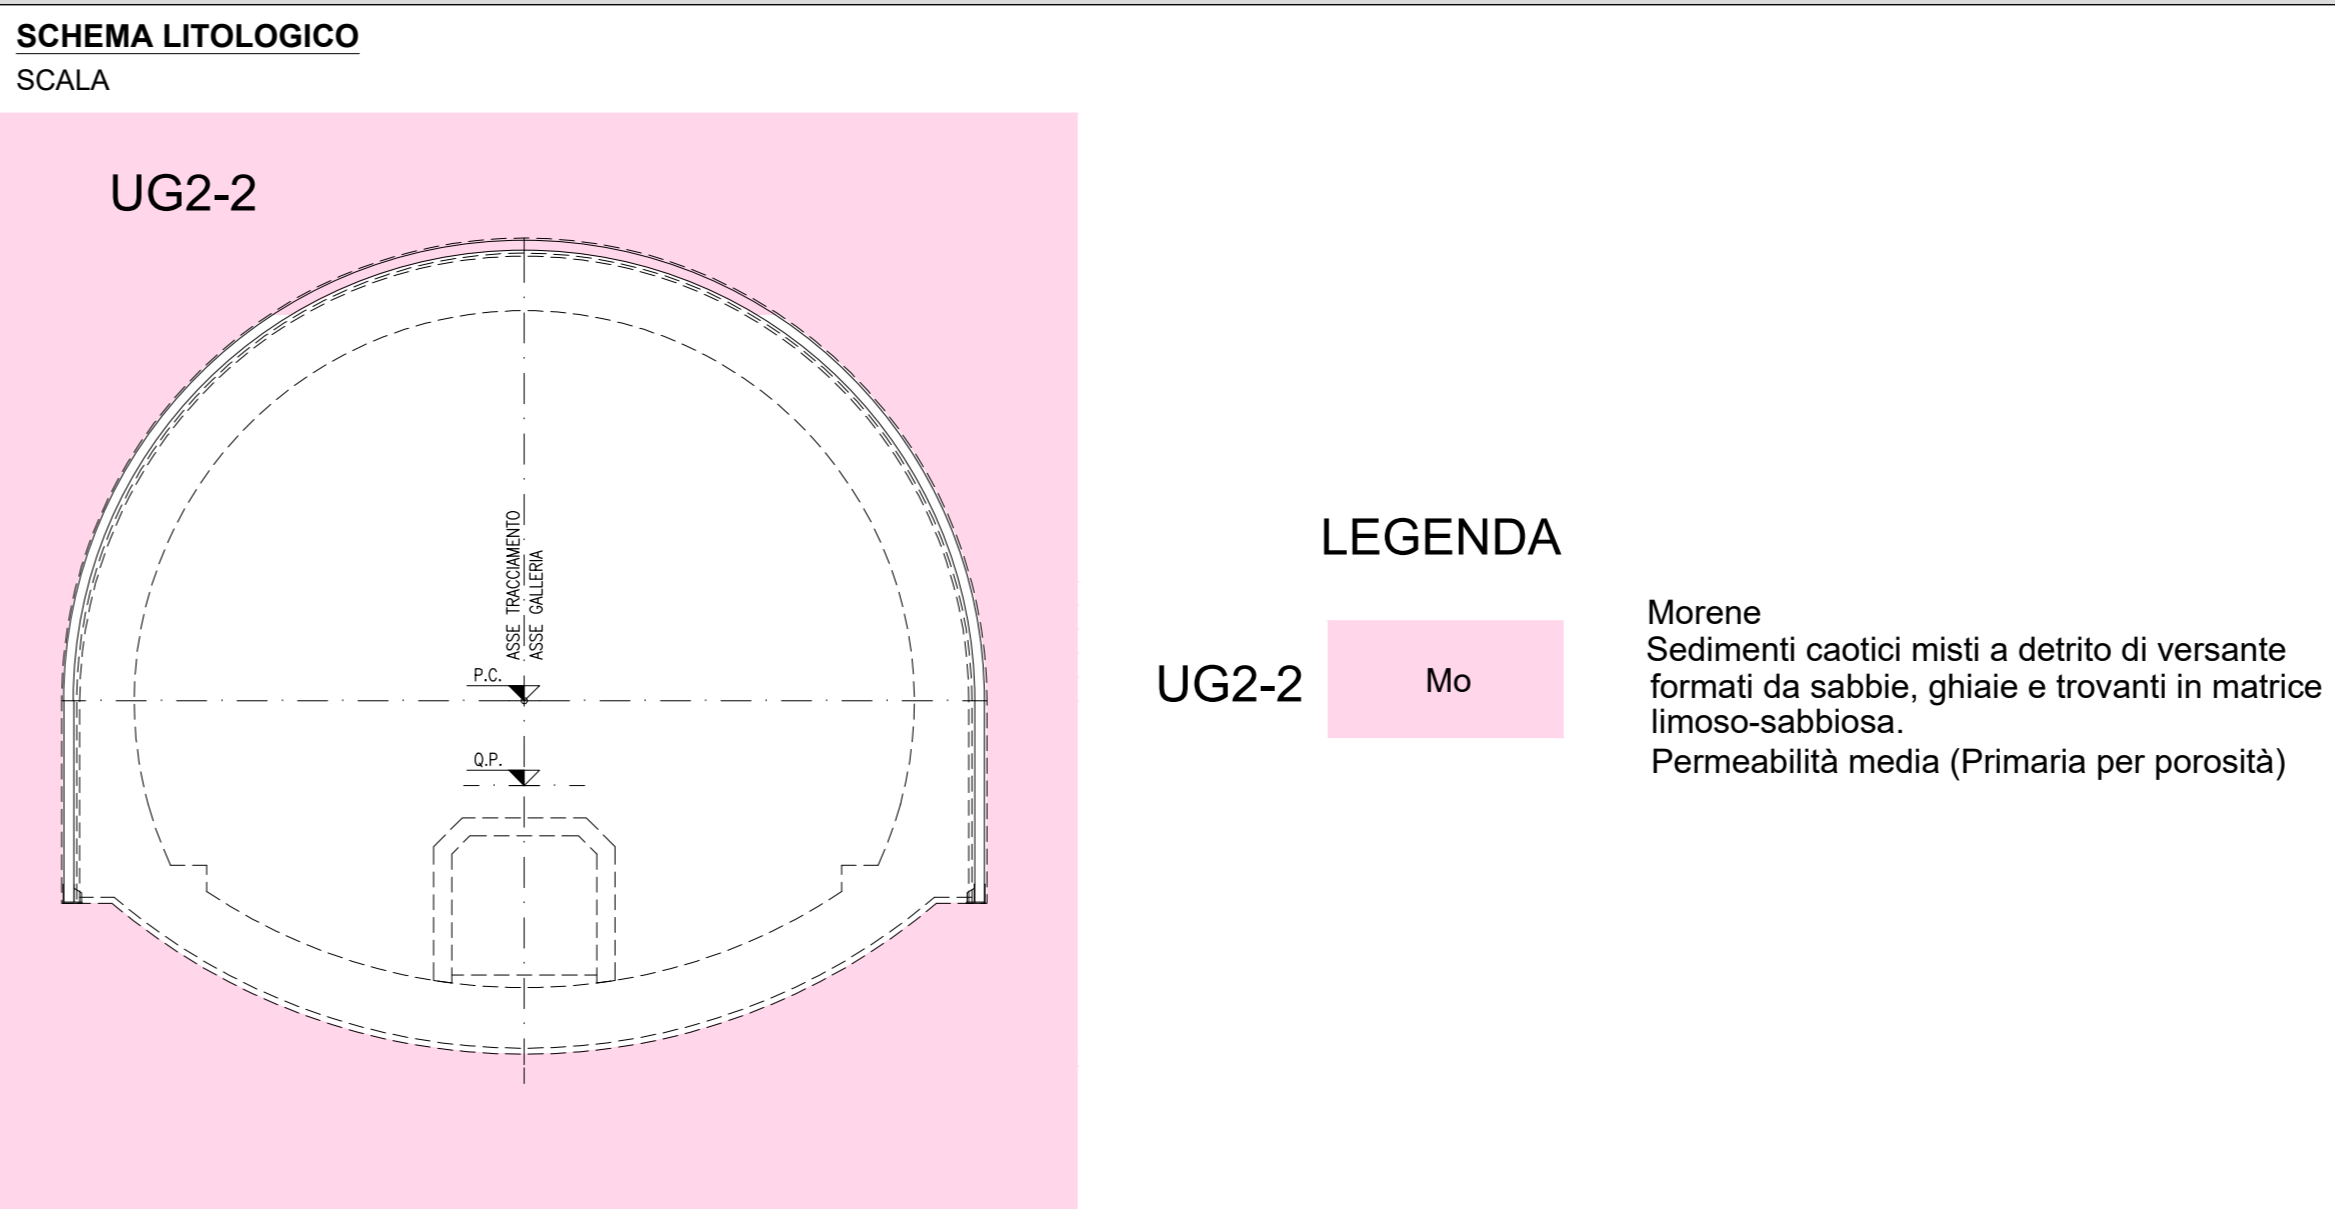 SCHEMA LITOLOGICO
SCALA
UG2-2
ASSE TRACCIAMENTO
ASSE GALLERIA
P.C.
Q.P.
LEGENDA
UG2-2
Mo
Morene
Sedimenti caotici misti a detrito di versante
formati da sabbie, ghiaie e trovanti in matrice
limoso-sabbiosa.
Permeabilità media (Primaria per porosità)